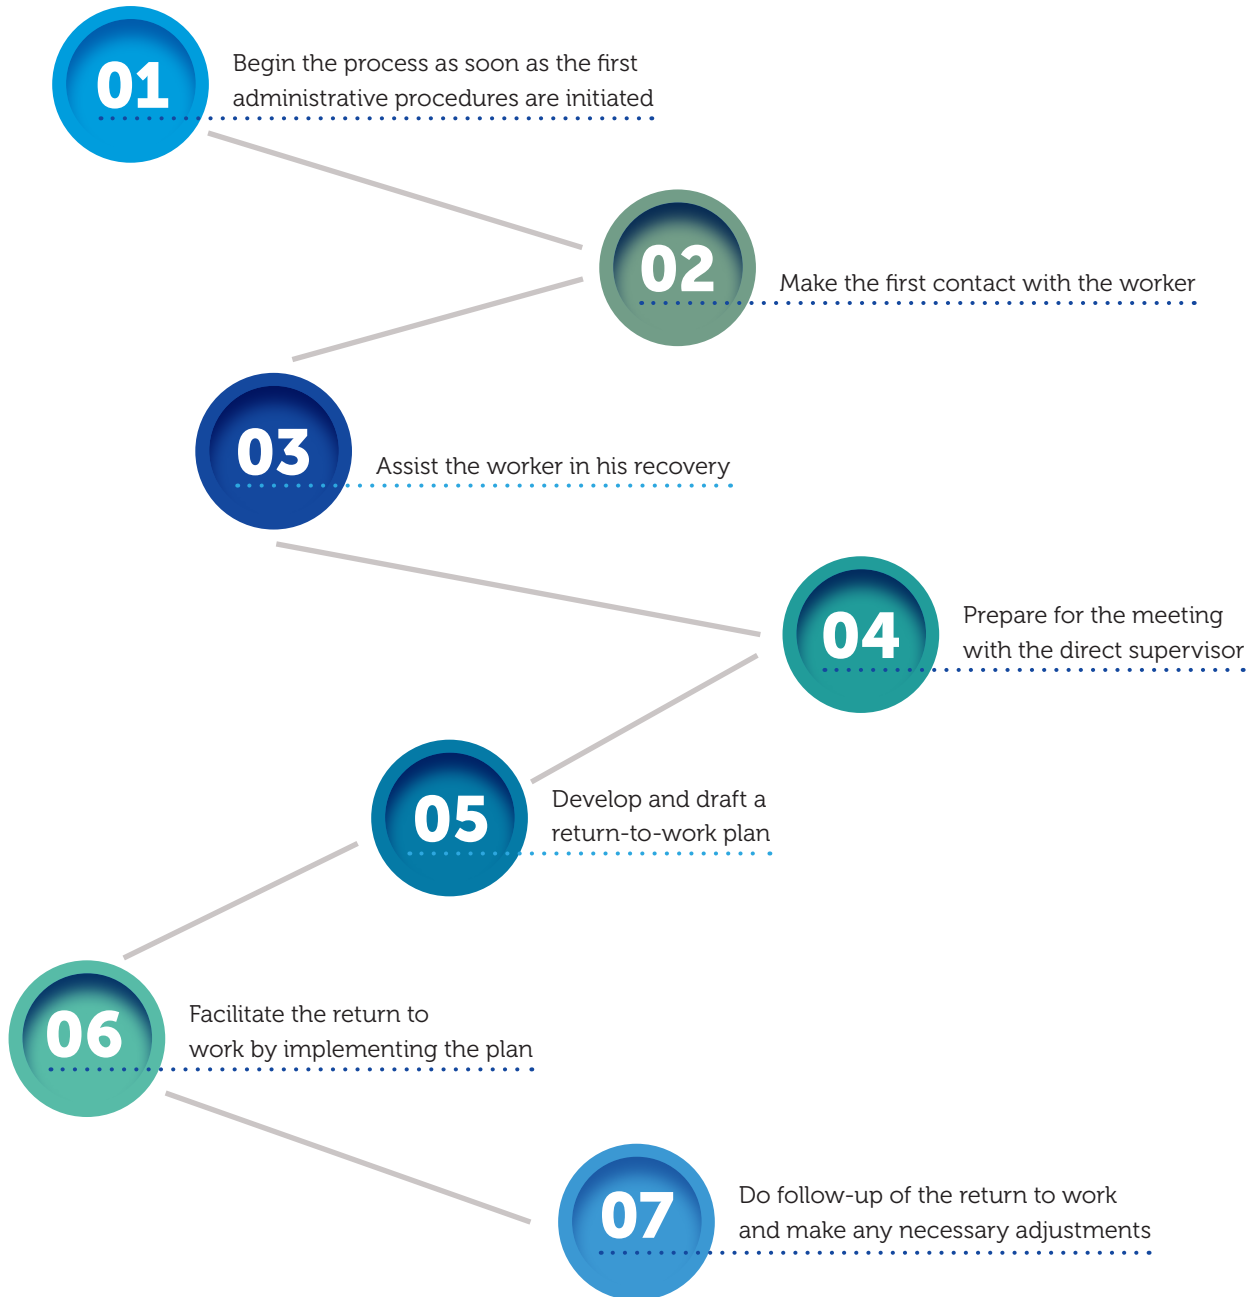 01
Begin the process as soon as the first
administrative procedures are initiated
02
Make the first contact with the worker
03
Assist the worker in his recovery
04
Prepare for the meeting
with the direct supervisor
05
Develop and draft a
return-to-work plan
06
Facilitate the return to
work by implementing the plan
07
Do follow-up of the return to work
and make any necessary adjustments